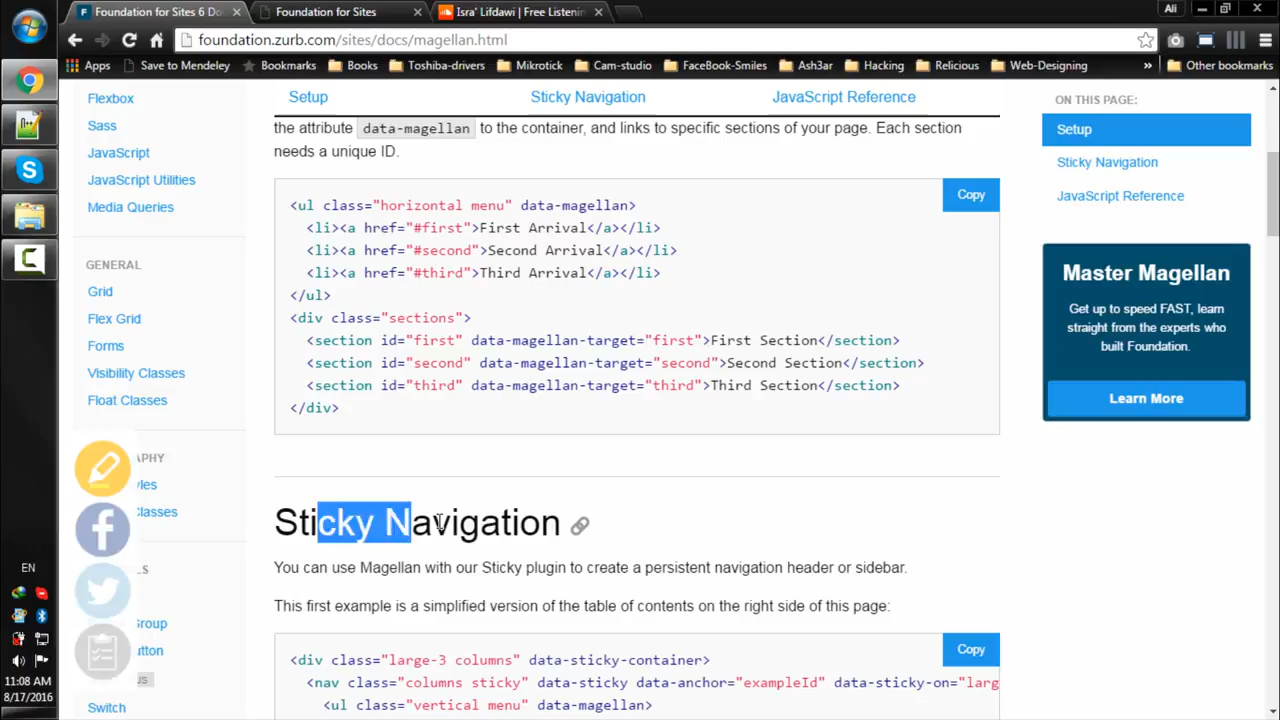 Foundation for Sites 6 Do
Foundation for Sites
Isra' Lifdawi | Free Listenin
Ali
foundation.zurb.com/sites/docs/magellan.html
Apps
Save to Mendeley
Bookmarks
Books
Toshiba-drivers
Mikrotick
Cam-studio
FaceBook-Smiles
Ash3ar
Hacking
Relicious
Web-Designing
»
Other bookmarks
Flexbox
Sass
JavaScript
JavaScript Utilities
Media Queries
GENERAL
Grid
Flex Grid
Forms
Visibility Classes
Float Classes
APHY
yles
Classes
LS
Group
utton
us
Switch
Setup
Sticky Navigation
JavaScript Reference
the attribute data-magellan to the container, and links to specific sections of your page. Each section
needs a unique ID.
Copy
<ul class="horizontal menu" data-magellan>
<li><a href="#first">First Arrival</a></li>
<li><a href="#second">Second Arrival</a></li>
<li><a href="#third">Third Arrival</a></li>
</ul>
<div class="sections">
<section id="first" data-magellan-target="first">First Section</section>
<section id="second" data-magellan-target="second">Second Section</section>
<section id="third" data-magellan-target="third">Third Section</section>
</div>
Sticky Navigation
You can use Magellan with our Sticky plugin to create a persistent navigation header or sidebar.
This first example is a simplified version of the table of contents on the right side of this page:
Copy
<div class="large-3 columns" data-sticky-container>
<nav class="columns sticky" data-sticky data-anchor="exampleId" data-sticky-on="larg
<ul class="vertical menu" data-magellan>
ON THIS PAGE:
Setup
Sticky Navigation
JavaScript Reference
Master Magellan
Get up to speed FAST, learn
straight from the experts who
built Foundation.
Learn More
EN
11:08 AM
8/17/2016